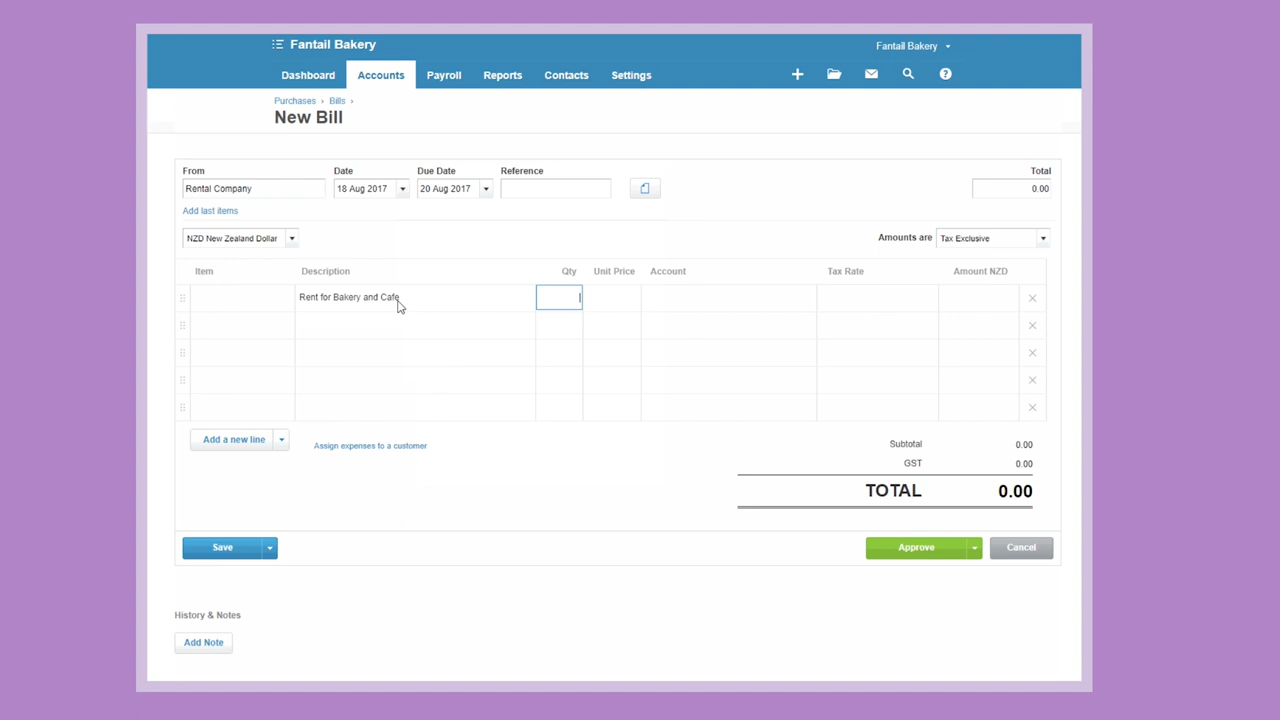 Fantail Bakery
Fantail Bakery
Dashboard Accounts Payroll Reports Contacts Settings
Purchases › Bills ›
New Bill
From Date Due Date Reference Total
Rental Company 18 Aug 2017 20 Aug 2017 0.00
Add last items
NZD New Zealand Dollar Amounts are Tax Exclusive
Item Description Qty Unit Price Account Tax Rate Amount NZD
Rent for Bakery and Cafe
Add a new line Assign expenses to a customer
Subtotal 0.00
GST 0.00
TOTAL 0.00
Save Approve Cancel
History & Notes
Add Note